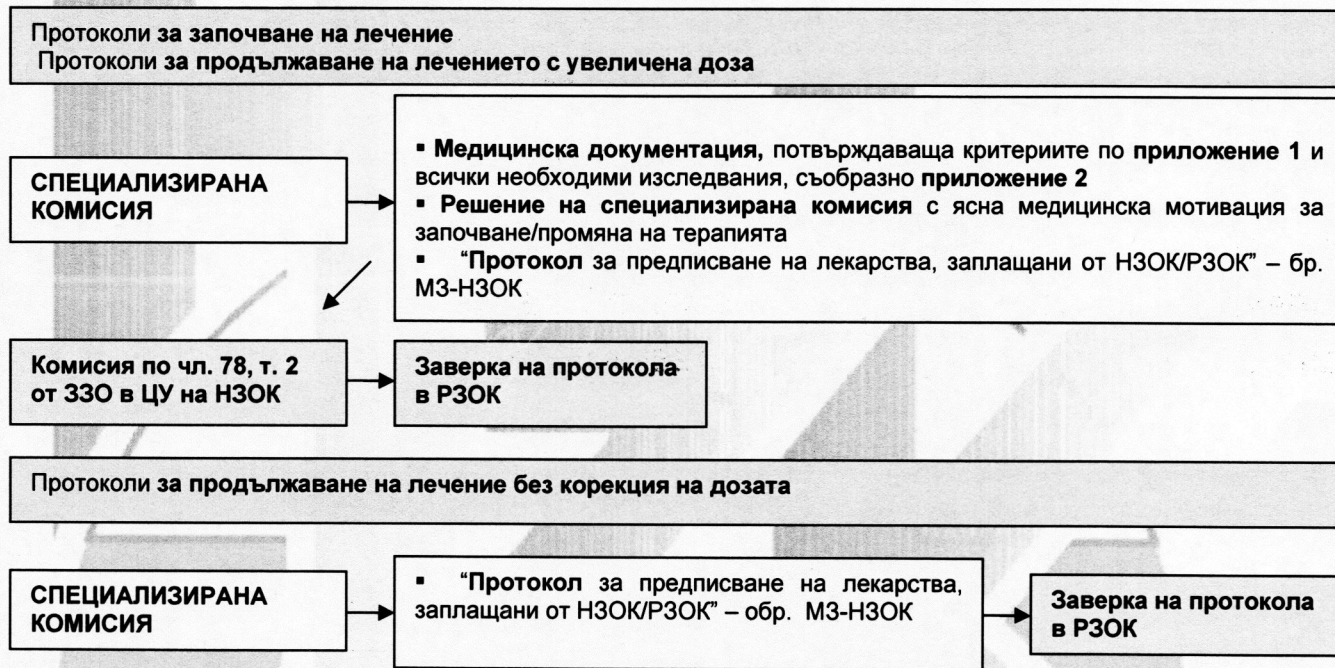 Протоколи за започване на лечение
Протоколи за продължаване на лечението с увеличена доза
СПЕЦИАЛИЗИРАНА
КОМИСИЯ
▪ Медицинска документация, потвърждаваща критериите по приложение 1 и
всички необходими изследвания, съобразно приложение 2
▪ Решение на специализирана комисия с ясна медицинска мотивация за
започване/промяна на терапията
▪ "Протокол за предписване на лекарства, заплащани от НЗОК/РЗОК" – бр.
МЗ-НЗОК
Комисия по чл. 78, т. 2
от ЗЗО в ЦУ на НЗОК
Заверка на протокола
в РЗОК
Протоколи за продължаване на лечение без корекция на дозата
СПЕЦИАЛИЗИРАНА
КОМИСИЯ
▪ "Протокол за предписване на лекарства,
заплащани от НЗОК/РЗОК" – обр. МЗ-НЗОК
Заверка на протокола
в РЗОК